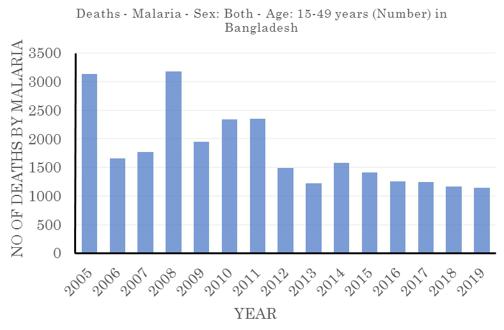 Deaths - Malaria - Sex: Both - Age: 15-49 years (Number) in
Bangladesh
NO OF DEATHS BY MALARIA
3500
3000
2500
2000
1500
1000
500
0
2005 2006 2007 2008 2009 2010 2011 2012 2013 2014 2015 2016 2017 2018 2019
YEAR